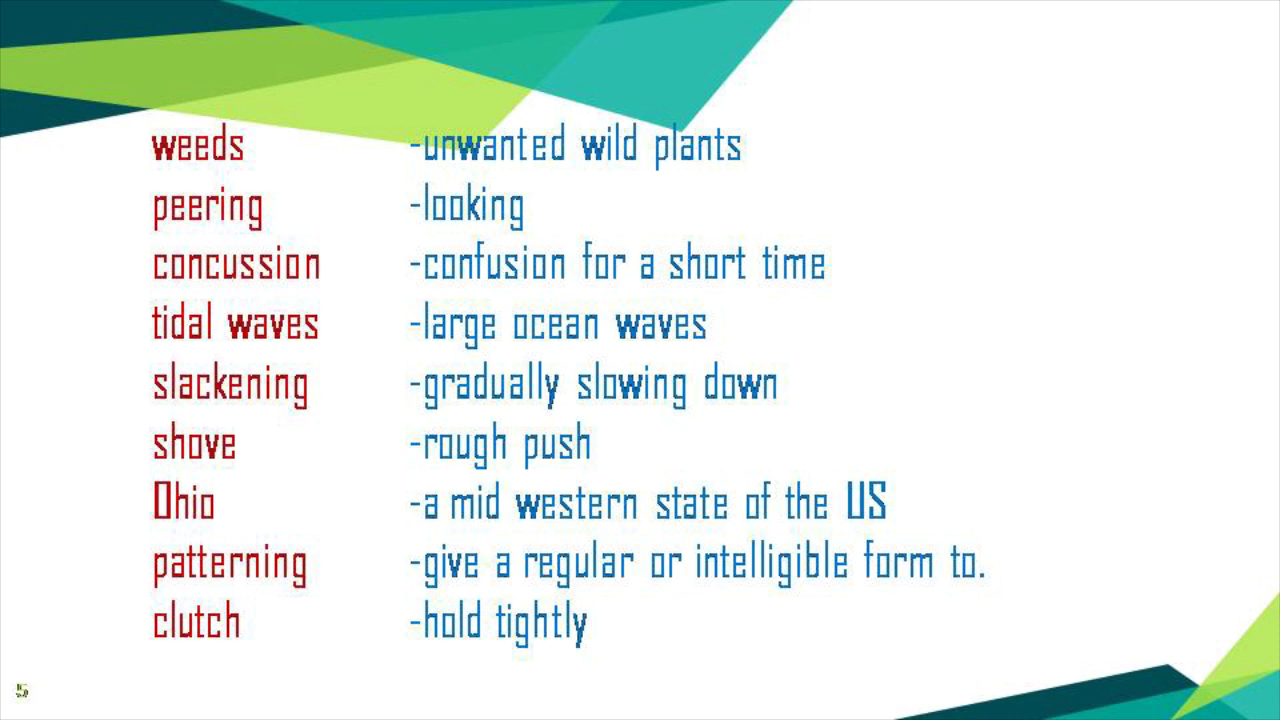 weeds -unwanted wild plants
peering -looking
concussion -confusion for a short time
tidal waves -large ocean waves
slackening -gradually slowing down
shove -rough push
Ohio -a mid western state of the US
patterning -give a regular or intelligible form to.
clutch -hold tightly